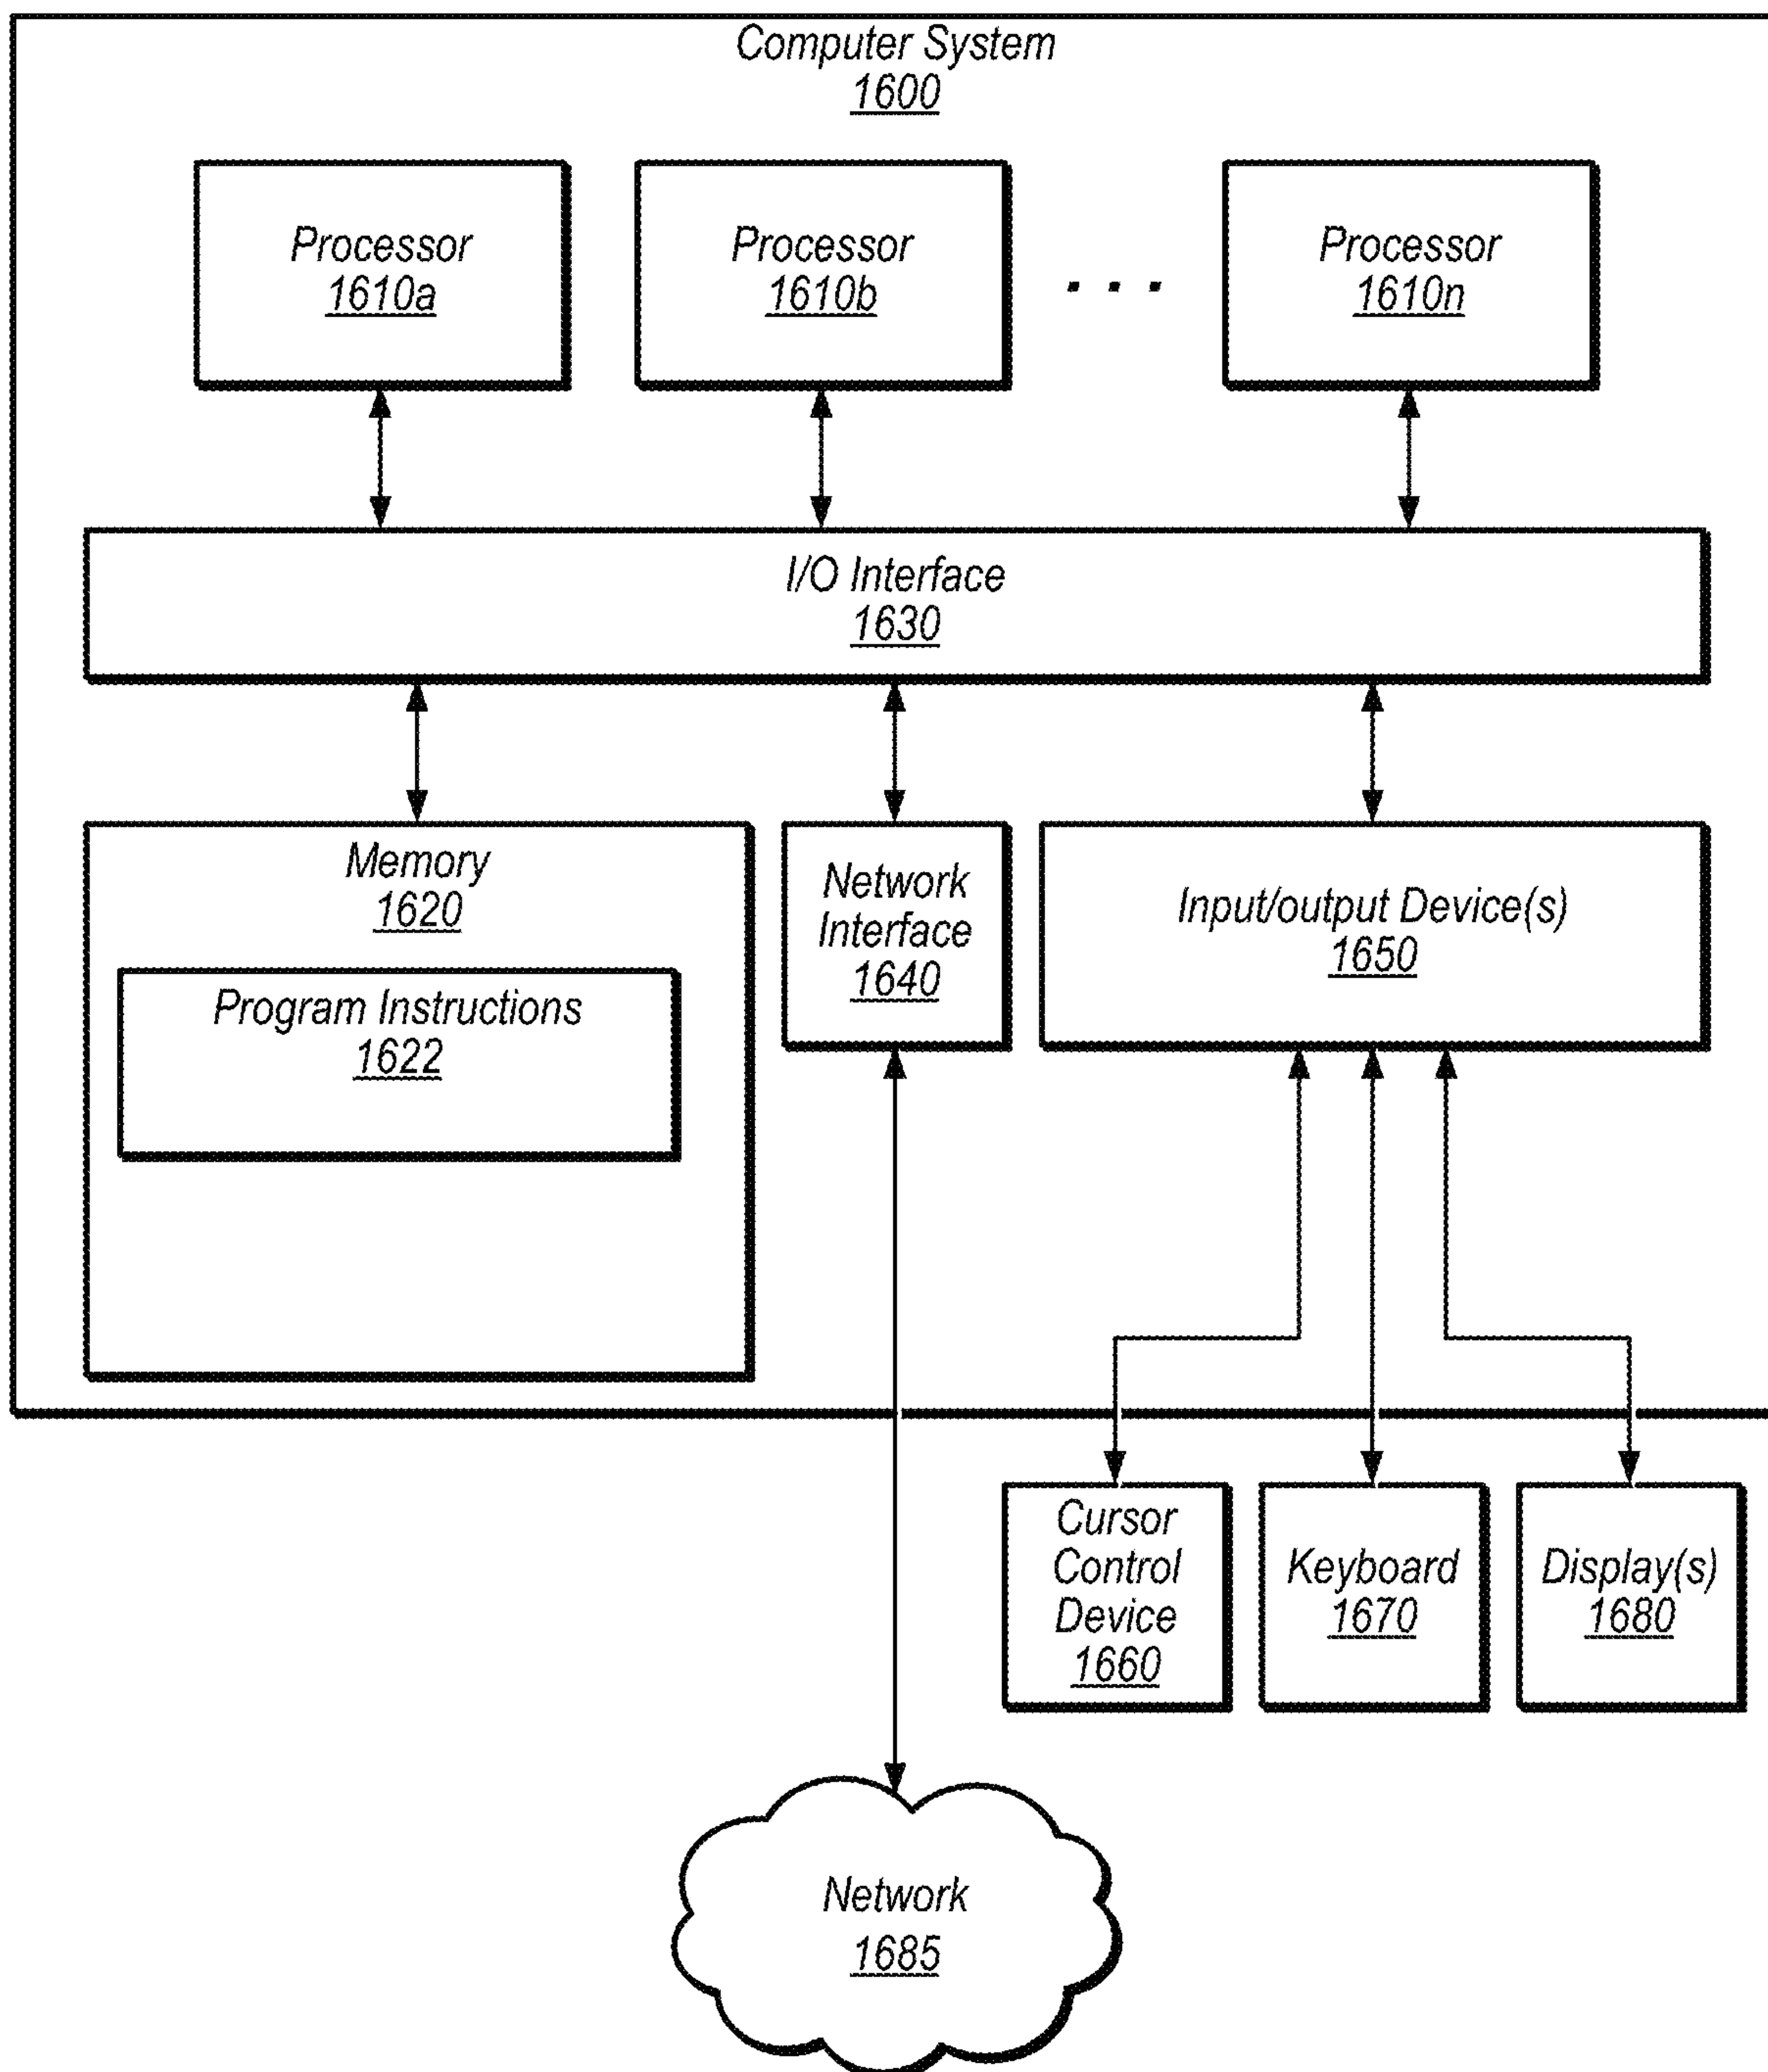 Computer System
1600
Processor
1610a
Processor
1610b
. . .
Processor
1610n
I/O Interface
1630
Memory
1620
Program Instructions
1622
Network
Interface
1640
Input/output Device(s)
1650
Cursor
Control
Device
1660
Keyboard
1670
Display(s)
1680
Network
1685